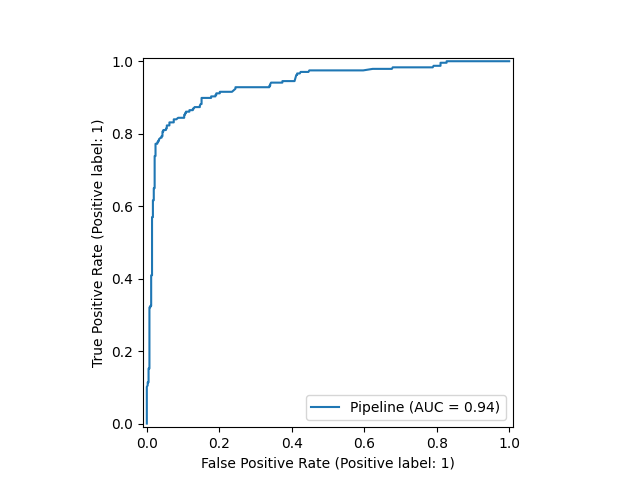 1.0
0.8
0.6
0.4
0.2
0.0
True Positive Rate (Positive label: 1)
Pipeline (AUC = 0.94)
0.0 0.2 0.4 0.6 0.8 1.0
False Positive Rate (Positive label: 1)